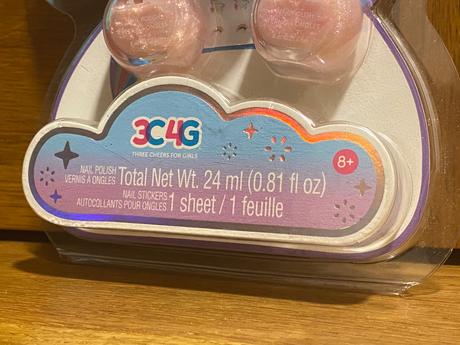 3C4G
THREE CHEERS FOR GIRLS
8+
NAIL POLISH
VERNIS À ONGLES Total Net Wt. 24 ml (0.81 fl oz)
NAIL STICKERS
AUTOCOLLANTS POUR ONGLES 1 sheet / 1 feuille